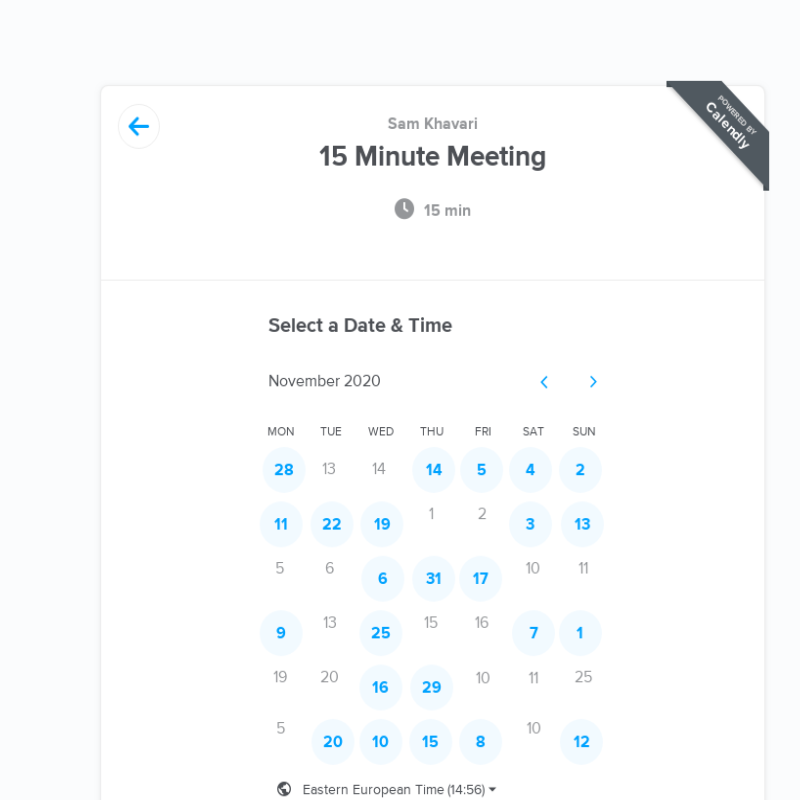 POWERED BY
Calendly
Sam Khavari
15 Minute Meeting
15 min
Select a Date & Time
November 2020
MON TUE WED THU FRI SAT SUN
28 13 14 14 5 4 2
11 22 19 1 2 3 13
5 6 6 31 17 10 11
9 13 25 15 16 7 1
19 20 16 29 10 11 25
5 20 10 15 8 10 12
Eastern European Time (14:56)